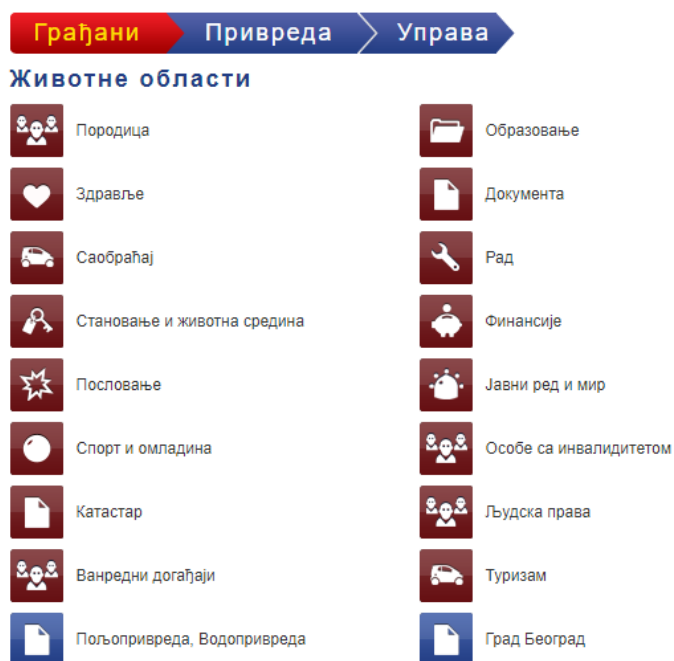 Грађани Привреда Управа
Животне области
Породица
Образовање
Здравље
Документа
Саобраћај
Рад
Становање и животна средина
Финансије
Пословање
Јавни ред и мир
Спорт и омладина
Особе са инвалидитетом
Катастар
Људска права
Ванредни догађаји
Туризам
Пољопривреда, Водопривреда
Град Београд